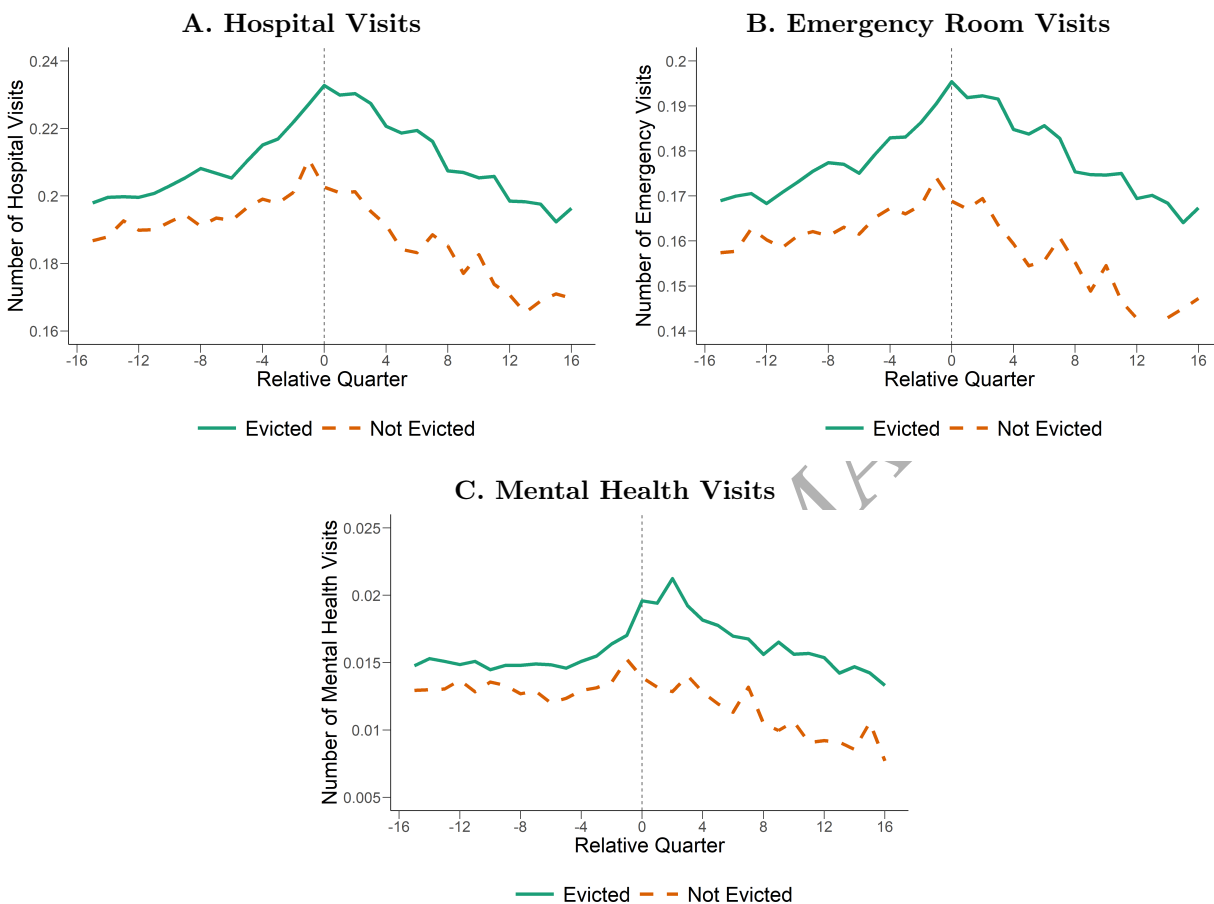 A. Hospital Visits
Number of Hospital Visits
0.24
0.22
0.2
0.18
0.16
-16 -12 -8 -4 0 4 8 12 16
Relative Quarter
Evicted Not Evicted
B. Emergency Room Visits
Number of Emergency Visits
0.2
0.19
0.18
0.17
0.16
0.15
0.14
-16 -12 -8 -4 0 4 8 12 16
Relative Quarter
Evicted Not Evicted
C. Mental Health Visits
Number of Mental Health Visits
0.025
0.02
0.015
0.01
0.005
-16 -12 -8 -4 0 4 8 12 16
Relative Quarter
Evicted Not Evicted